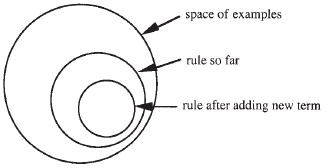 space of examples
rule so far
rule after adding new term